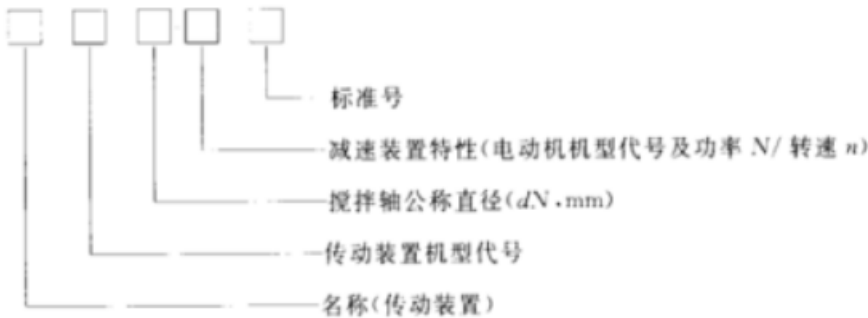 标准号
减速装置特性(电动机机型代号及功率 N/转速 n)
搅拌轴公称直径(dN,mm)
传动装置机型代号
名称(传动装置)